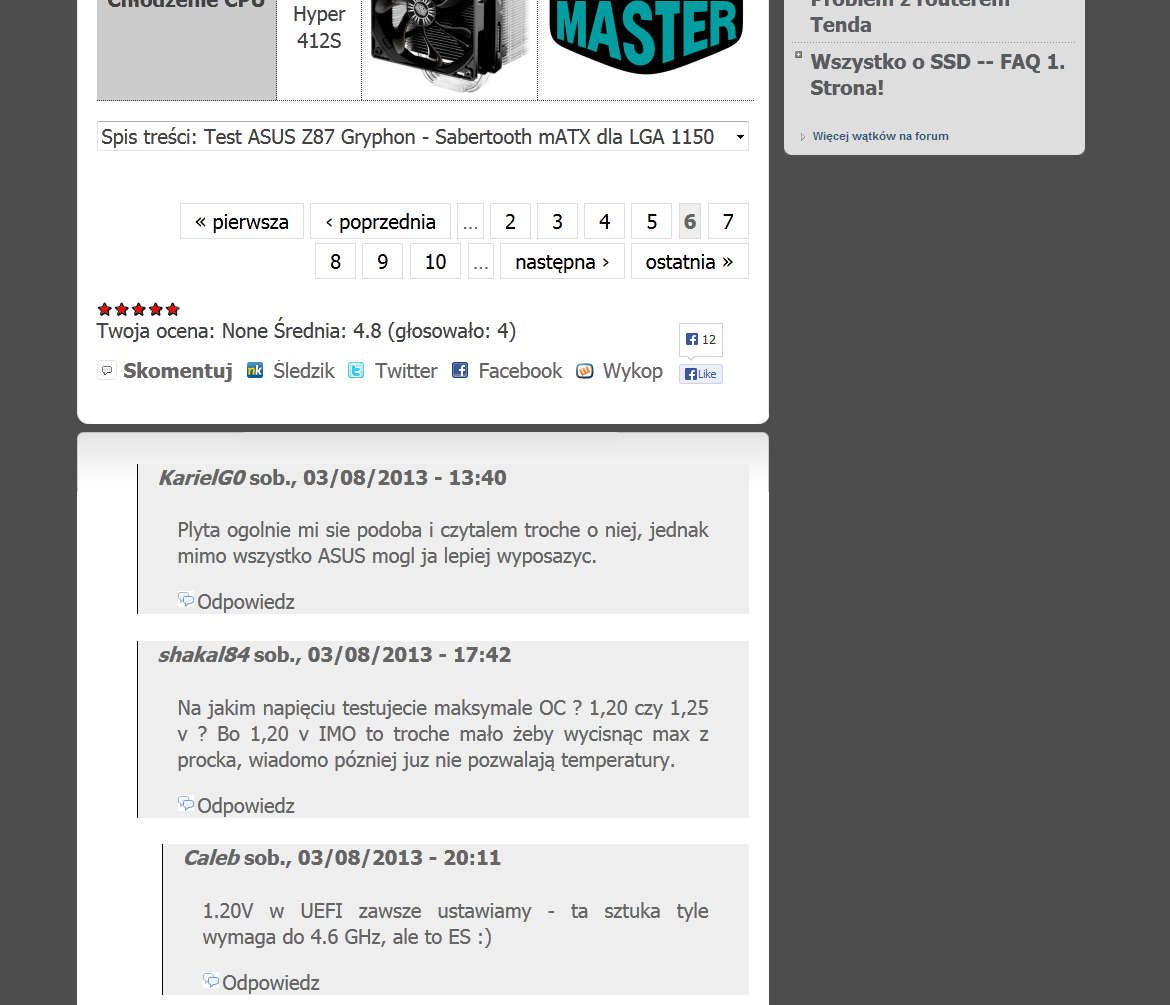 Chłodzenie CPU
Hyper
412S
MASTER
Problem z routerem
Tenda
Wszystko o SSD -- FAQ 1.
Strona!
Więcej wątków na forum
Spis treści: Test ASUS Z87 Gryphon - Sabertooth mATX dla LGA 1150
« pierwsza ‹ poprzednia ... 2 3 4 5 6 7
8 9 10 ... następna › ostatnia »
Twoja ocena: None Średnia: 4.8 (głosowało: 4)
12
Skomentuj nk Śledzik Twitter Facebook Wykop Like
KarielG0 sob., 03/08/2013 - 13:40
Plyta ogolnie mi sie podoba i czytalem troche o niej, jednak
mimo wszystko ASUS mogl ja lepiej wyposazyc.
Odpowiedz
shakal84 sob., 03/08/2013 - 17:42
Na jakim napięciu testujecie maksymale OC ? 1,20 czy 1,25
v ? Bo 1,20 v IMO to troche mało żeby wycisnąc max z
procka, wiadomo pózniej juz nie pozwalają temperatury.
Odpowiedz
Caleb sob., 03/08/2013 - 20:11
1.20V w UEFI zawsze ustawiamy - ta sztuka tyle
wymaga do 4.6 GHz, ale to ES :)
Odpowiedz